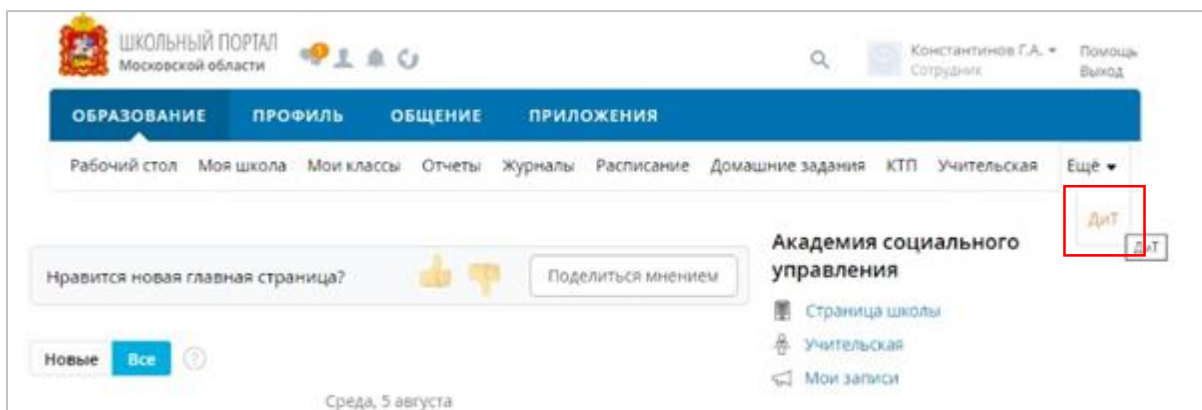 ШКОЛЬНЫЙ ПОРТАЛ
Московской области
1
Константинов Г.А.
Сотрудник
Помощь
Выход
ОБРАЗОВАНИЕ ПРОФИЛЬ ОБЩЕНИЕ ПРИЛОЖЕНИЯ
Рабочий стол Моя школа Мои классы Отчеты Журналы Расписание Домашние задания КТП Учительская Ещё
ДиТ
ДиТ
Нравится новая главная страница? Поделиться мнением
Академия социального
управления
Страница школы
Учительская
Мои записи
Новые Все ?
Среда, 5 августа